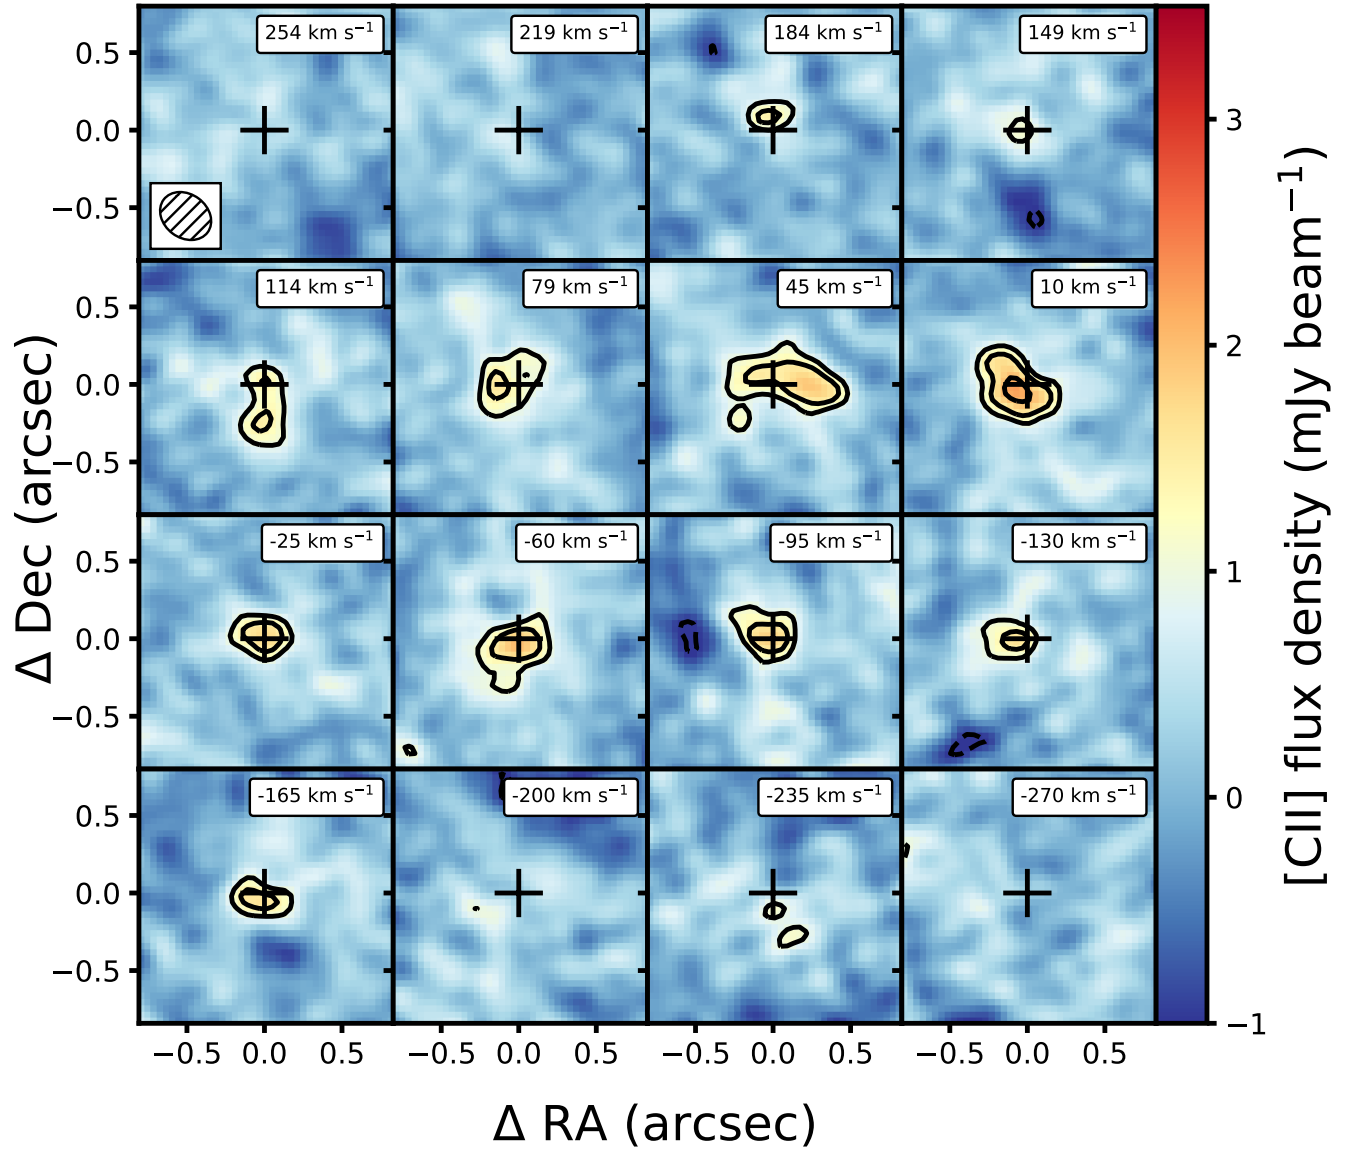 254 km s⁻¹ 219 km s⁻¹ 184 km s⁻¹ 149 km s⁻¹
0.5
0.0
−0.5
114 km s⁻¹ 79 km s⁻¹ 45 km s⁻¹ 10 km s⁻¹
0.5
0.0
−0.5
-25 km s⁻¹ -60 km s⁻¹ -95 km s⁻¹ -130 km s⁻¹
0.5
0.0
−0.5
-165 km s⁻¹ -200 km s⁻¹ -235 km s⁻¹ -270 km s⁻¹
0.5
0.0
−0.5
−0.5 0.0 0.5 −0.5 0.0 0.5 −0.5 0.0 0.5 −0.5 0.0 0.5
Δ RA (arcsec)
Δ Dec (arcsec)
3
2
1
0
−1
[CII] flux density (mJy beam⁻¹)